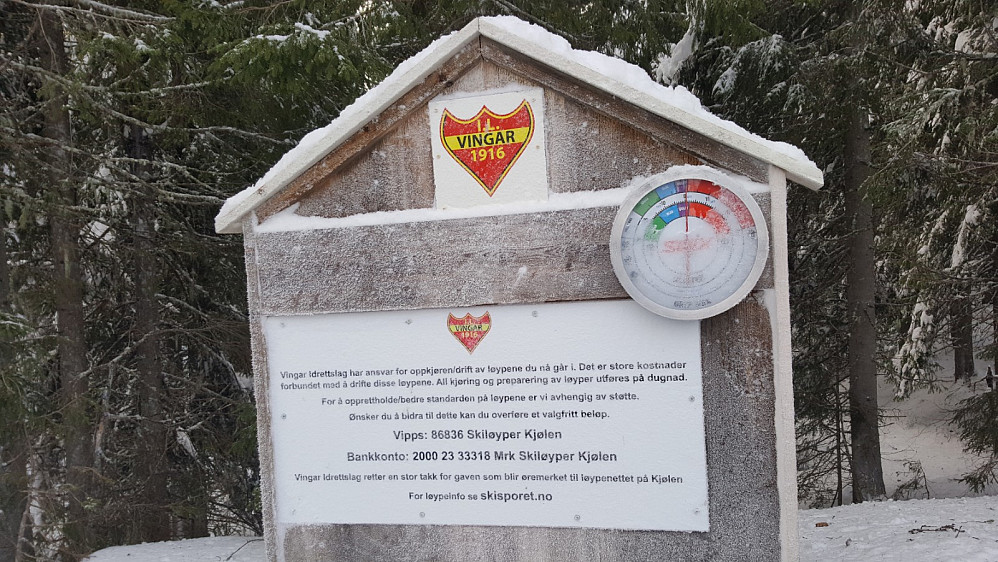 I.L.
VINGAR
1916
SWIX
I.L.
VINGAR
1916
Vingar Idrettslag har ansvar for oppkjøren/drift av løypene du nå går i. Det er store kostnader
forbundet med å drifte disse løypene. All kjøring og preparering av løyper utføres på dugnad.
For å opprettholde/bedre standarden på løypene er vi avhengig av støtte.
Ønsker du å bidra til dette kan du overføre et valgfritt beløp.
Vipps: 86836 Skiløyper Kjølen
Bankkonto: 2000 23 33318 Mrk Skiløyper Kjølen
Vingar Idrettslag retter en stor takk for gaven som blir øremerket til løypenettet på Kjølen
For løypeinfo se skisporet.no